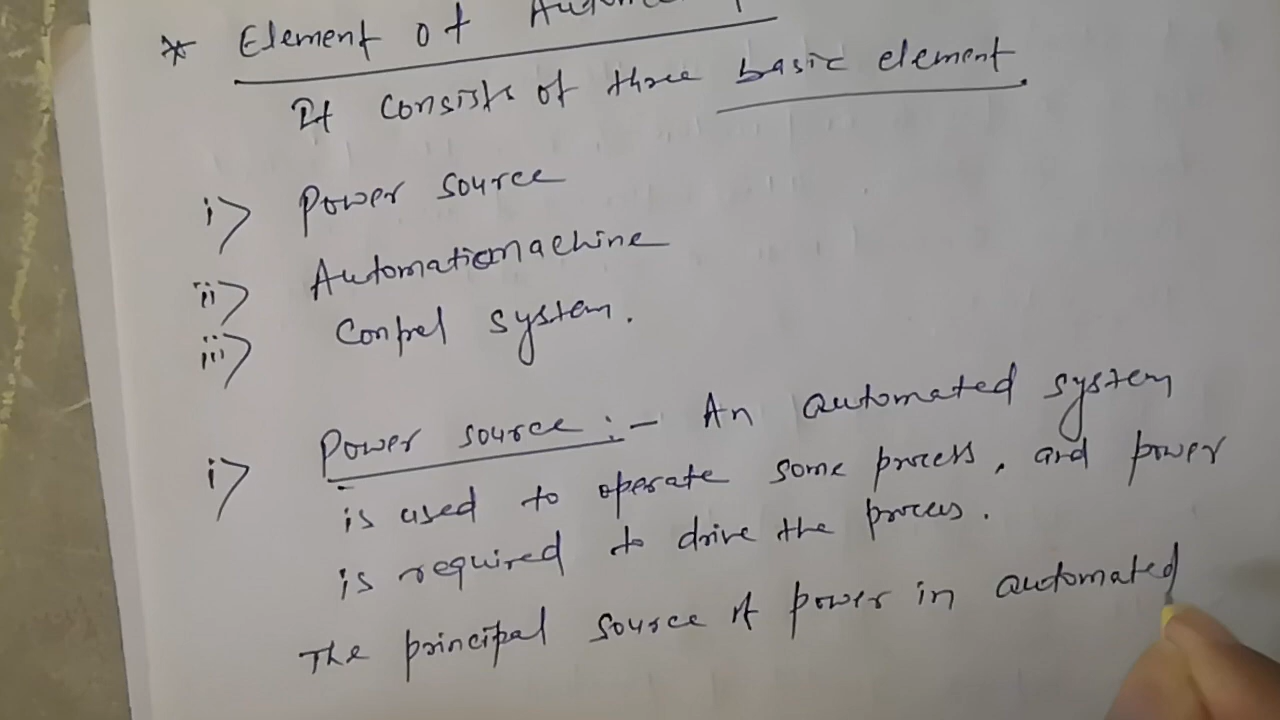 * Element of
It consists of three basic element.
i> Power source
ii> Automatic machine
iii> Control system.
i> Power source :- An automated system
is used to operate some process, and power
is required to drive the process.
The principal source of power in automated